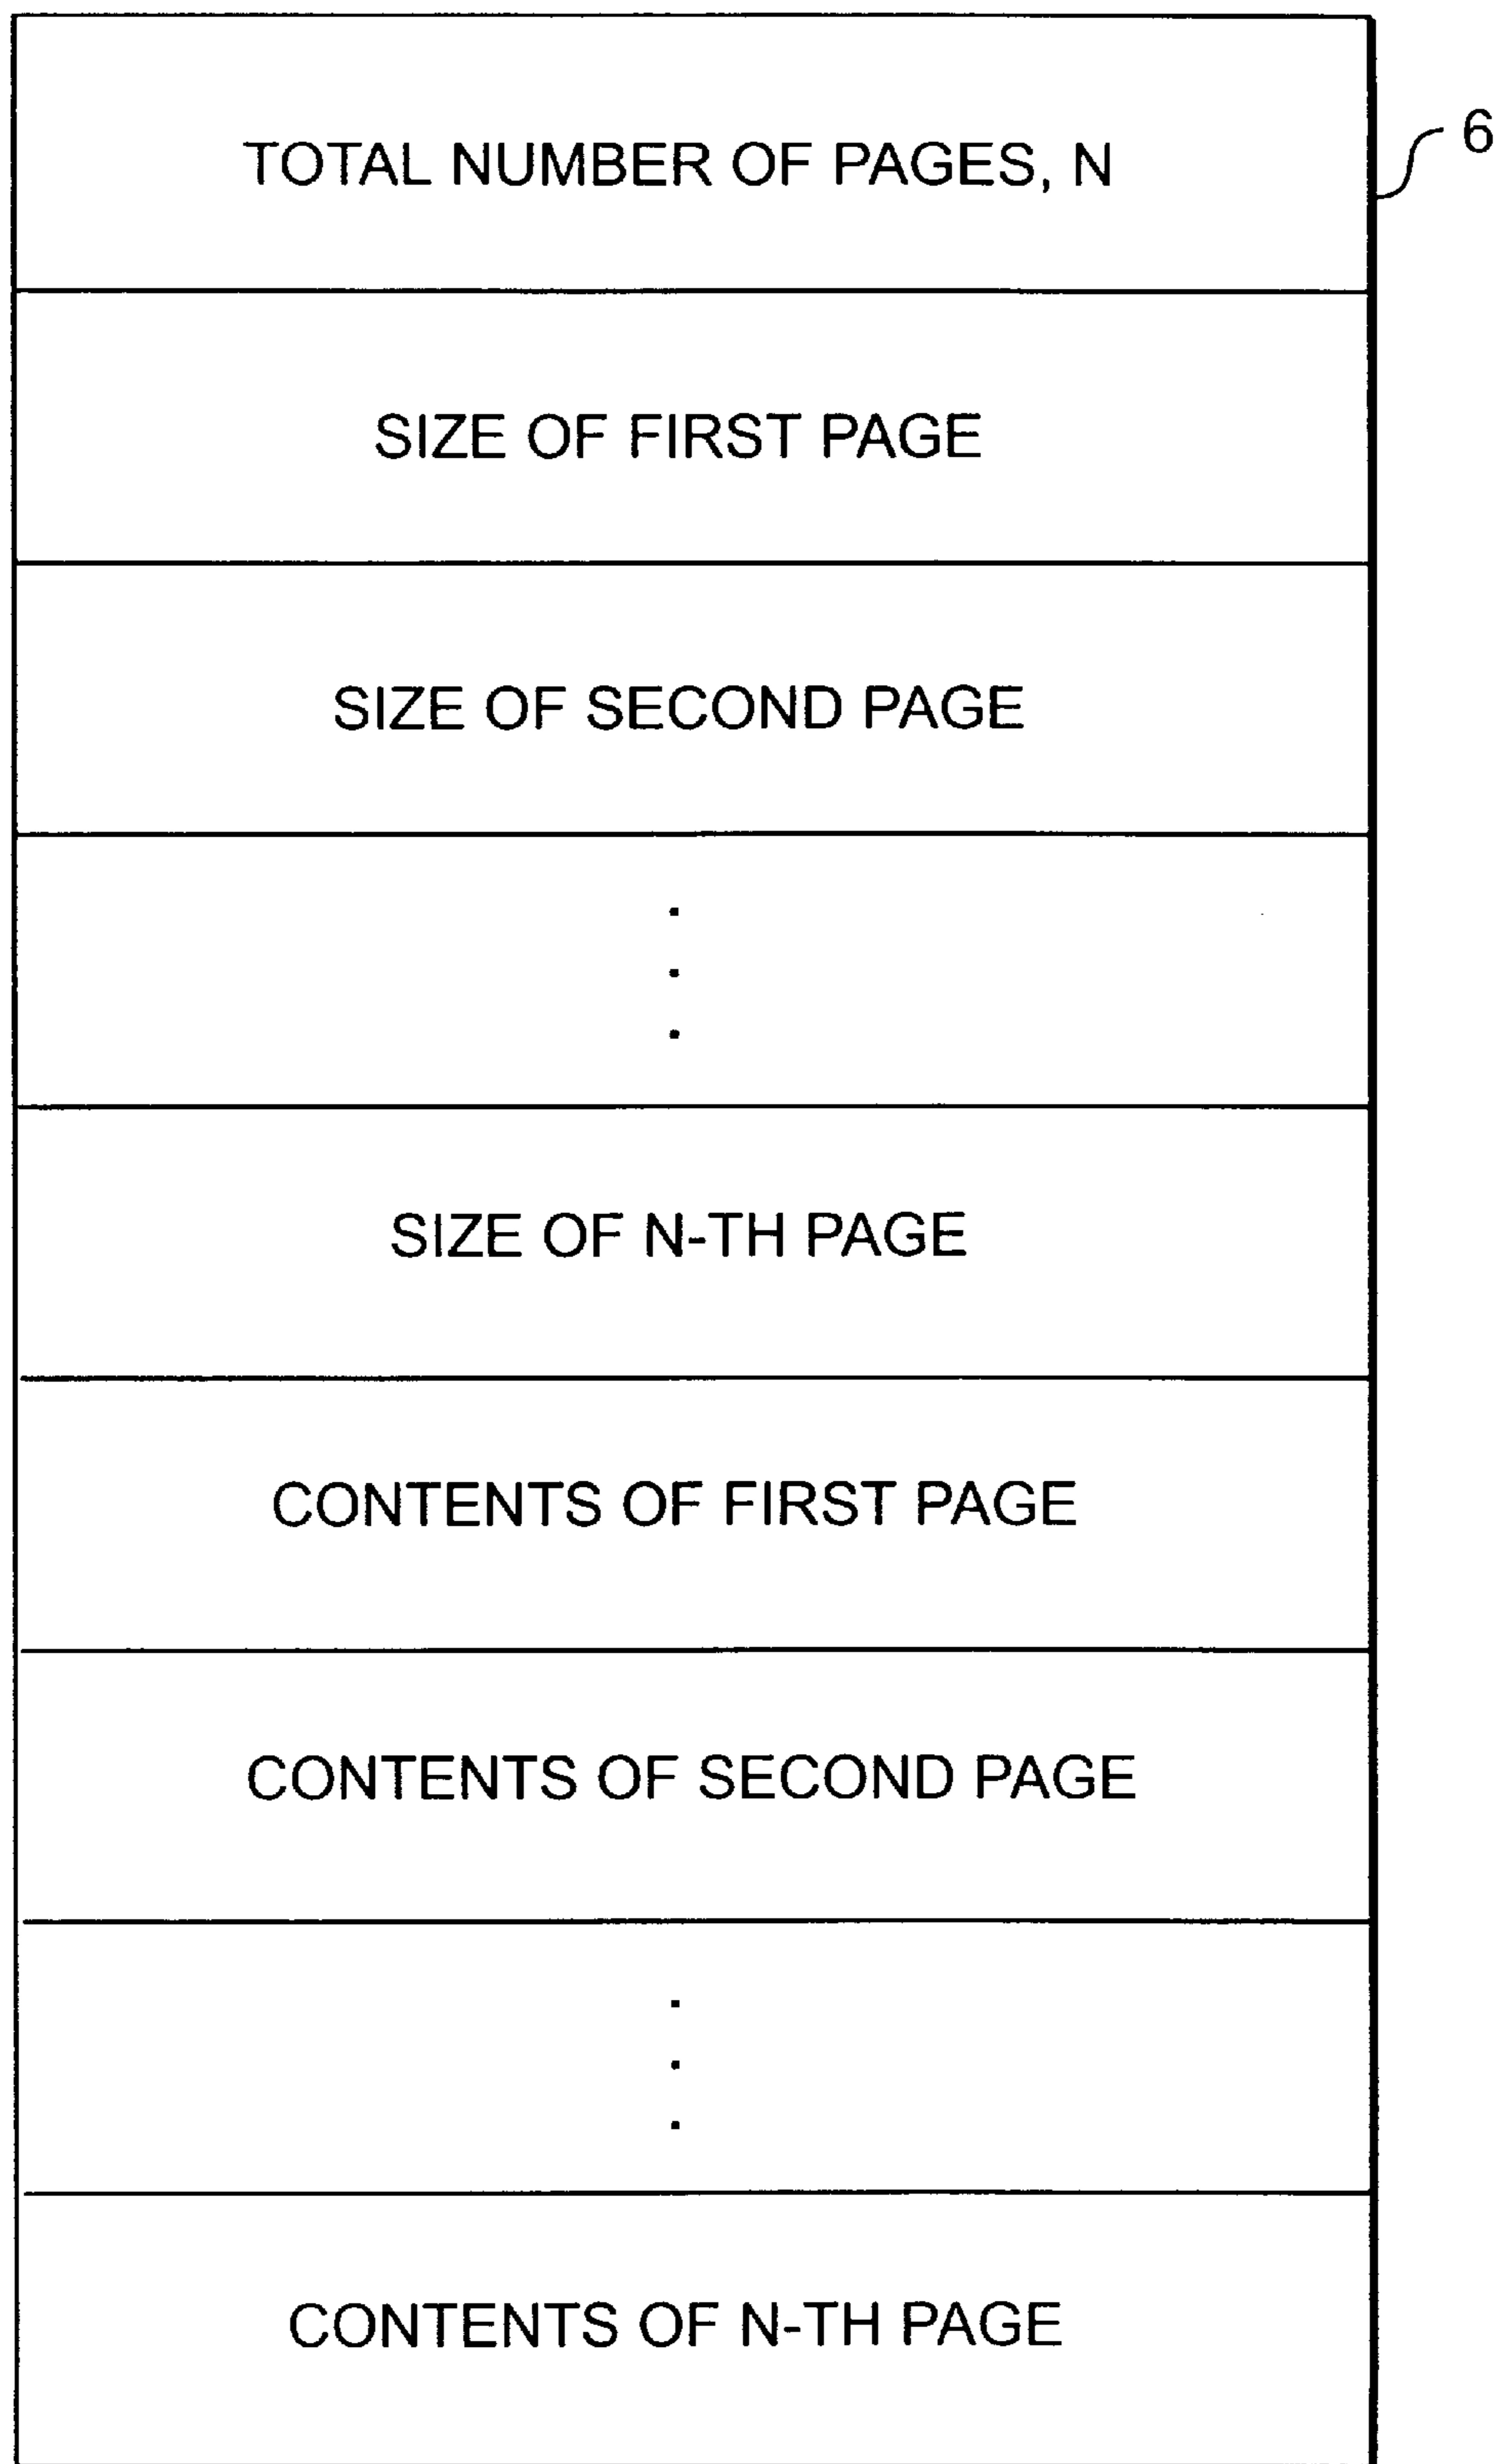 TOTAL NUMBER OF PAGES, N
6
SIZE OF FIRST PAGE
SIZE OF SECOND PAGE
.
.
.
SIZE OF N-TH PAGE
CONTENTS OF FIRST PAGE
CONTENTS OF SECOND PAGE
.
.
.
CONTENTS OF N-TH PAGE